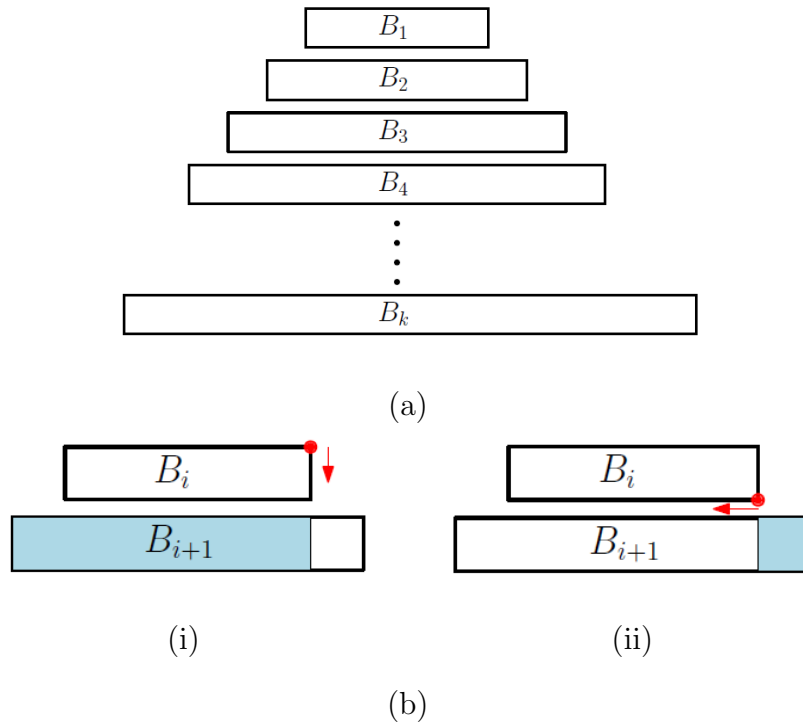 B₁
B₂
B₃
B₄
Bₖ
(a)
Bᵢ Bᵢ
Bᵢ₊₁ Bᵢ₊₁
(i) (ii)
(b)